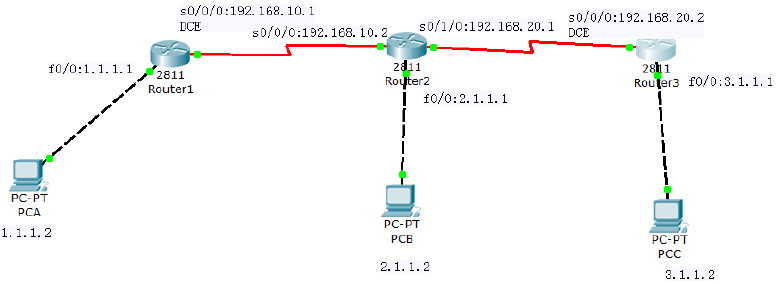 s0/0/0:192.168.10.1
DCE
s0/0/0:192.168.10.2
s0/1/0:192.168.20.1
s0/0/0:192.168.20.2
DCE
2811
Router1
2811
Router2
2811
Router3
f0/0:1.1.1.1
f0/0:2.1.1.1
f0/0:3.1.1.1
PC-PT
PCA
1.1.1.2
PC-PT
PCB
2.1.1.2
PC-PT
PCC
3.1.1.2